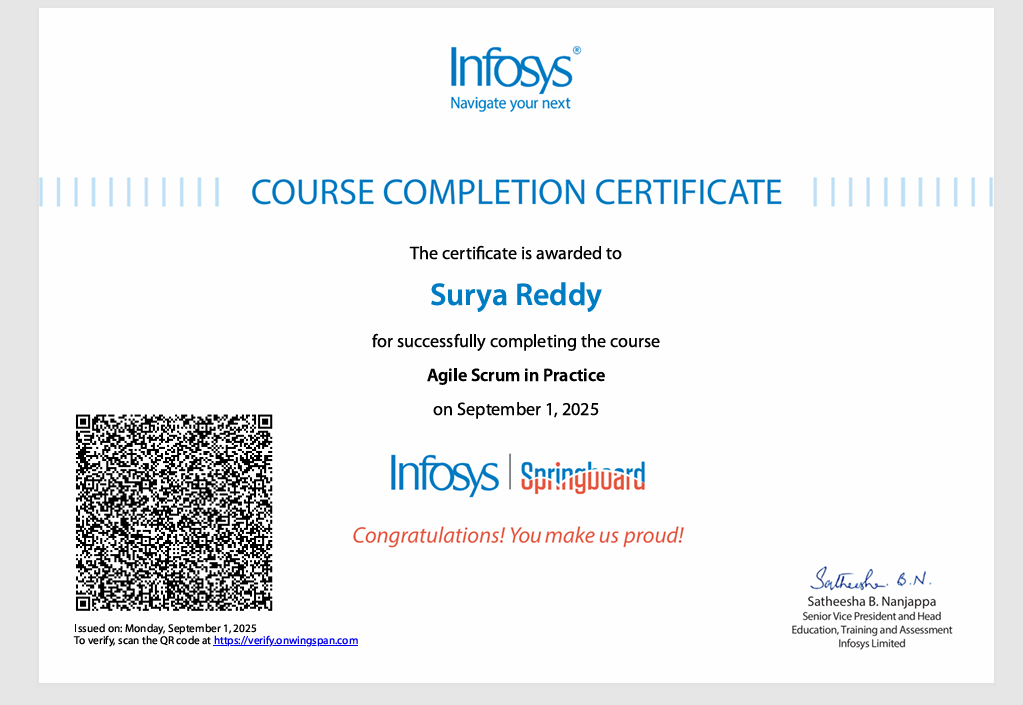 Infosys®
Navigate your next
COURSE COMPLETION CERTIFICATE
The certificate is awarded to
Surya Reddy
for successfully completing the course
Agile Scrum in Practice
on September 1, 2025
Infosys | Springboard
Congratulations! You make us proud!
Issued on: Monday, September 1, 2025
To verify, scan the QR code at https://verify.onwingspan.com
Satheesha B.N.
Satheesha B. Nanjappa
Senior Vice President and Head
Education, Training and Assessment
Infosys Limited